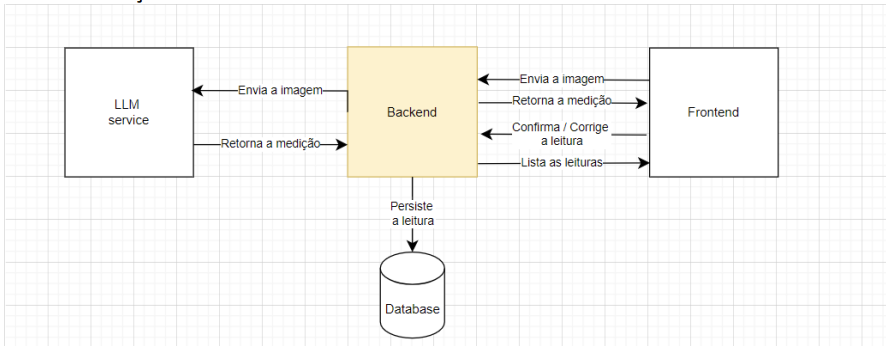 LLM
service
Envia a imagem
Retorna a medição
Backend
Envia a imagem
Retorna a medição
Confirma / Corrige
a leitura
Lista as leituras
Frontend
Persiste
a leitura
Database